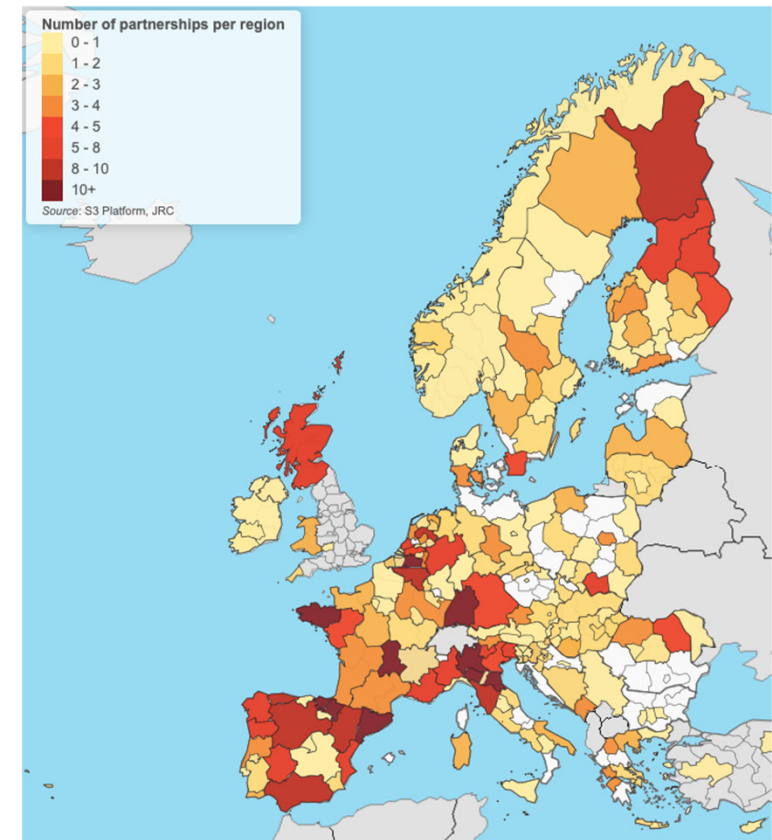 Number of partnerships per region
0 - 1
1 - 2
2 - 3
3 - 4
4 - 5
5 - 8
8 - 10
10+
Source: S3 Platform, JRC